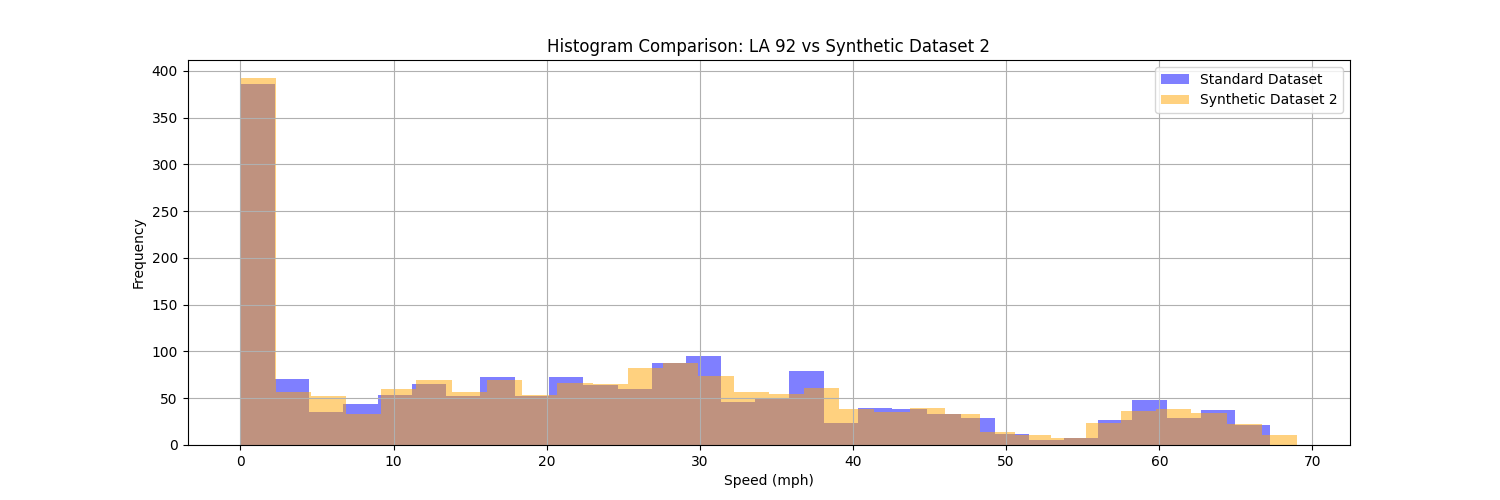 Histogram Comparison: LA 92 vs Synthetic Dataset 2
Standard Dataset
Synthetic Dataset 2
400
350
300
250
200
150
100
50
0
Frequency
0 10 20 30 40 50 60 70
Speed (mph)